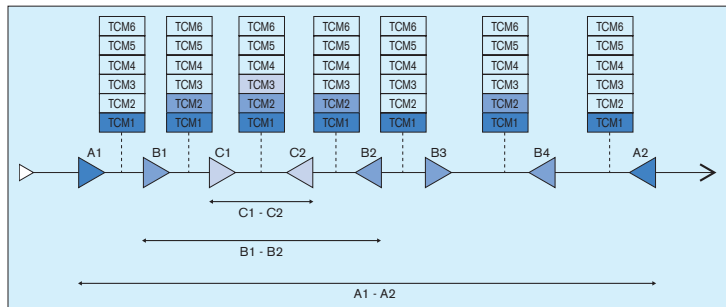 TCM6 TCM6 TCM6 TCM6 TCM6 TCM6 TCM6
TCM5 TCM5 TCM5 TCM5 TCM5 TCM5 TCM5
TCM4 TCM4 TCM4 TCM4 TCM4 TCM4 TCM4
TCM3 TCM3 TCM3 TCM3 TCM3 TCM3 TCM3
TCM2 TCM2 TCM2 TCM2 TCM2 TCM2 TCM2
TCM1 TCM1 TCM1 TCM1 TCM1 TCM1 TCM1
A1 B1 C1 C2 B2 B3 B4 A2
C1 - C2
B1 - B2
A1 - A2